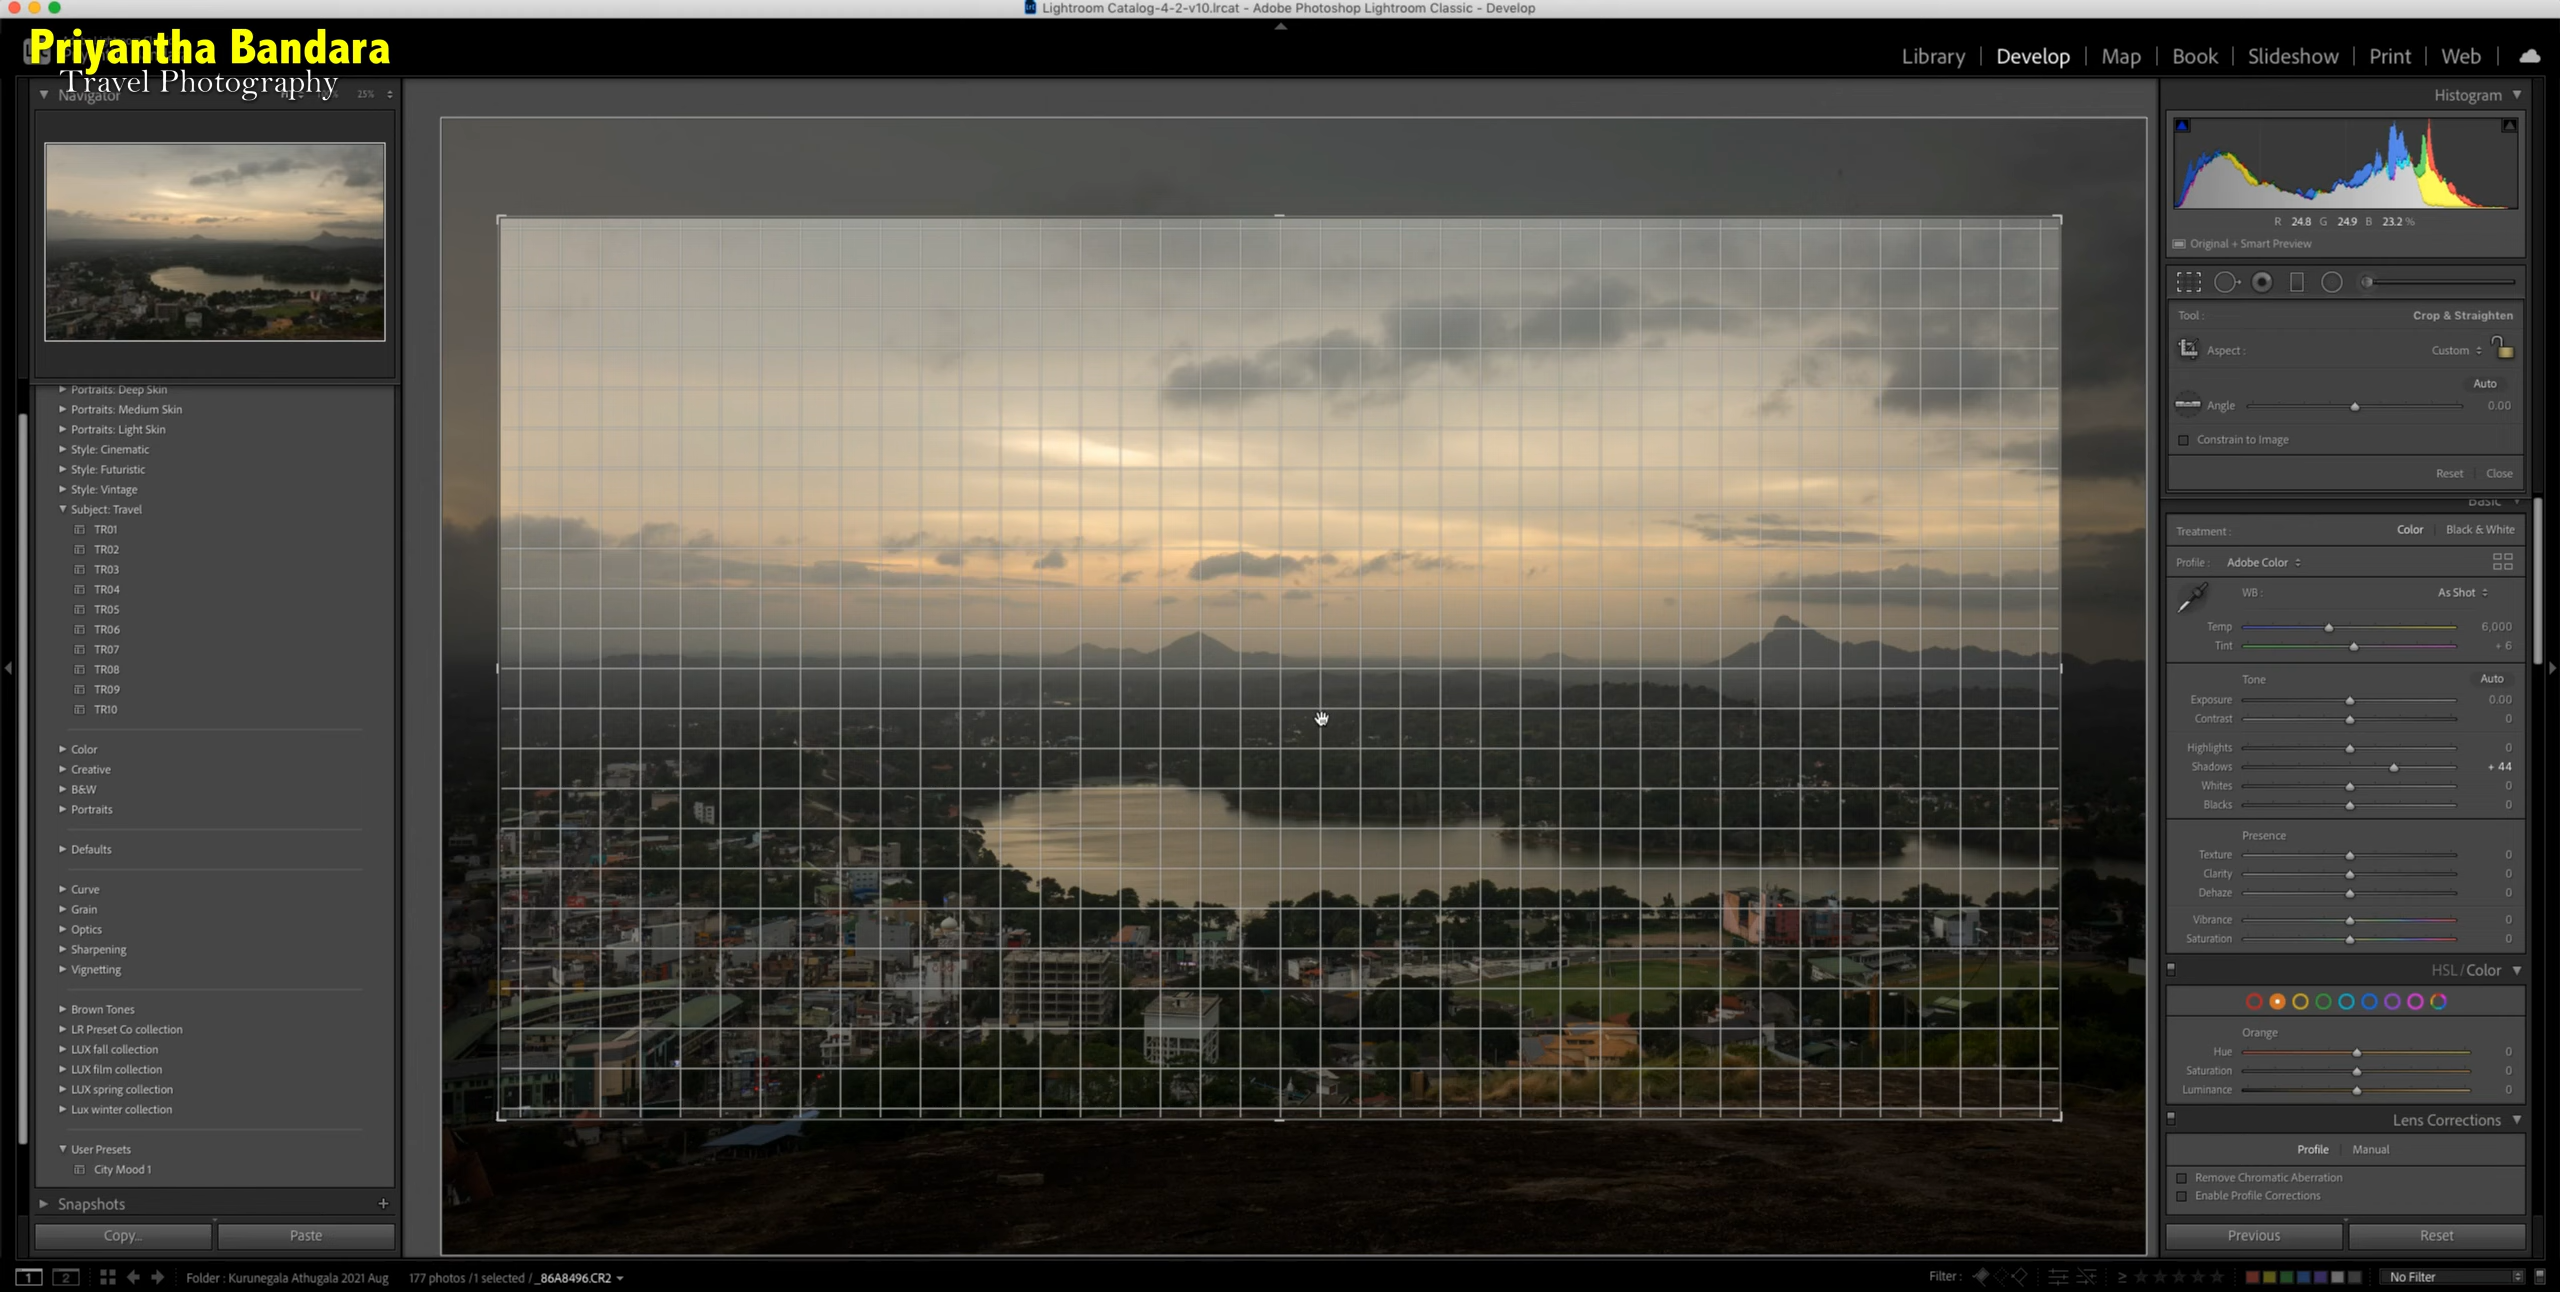 Lightroom Catalog-4-2-v10.lrcat - Adobe Photoshop Lightroom Classic - Develop
Priyantha Bandara
Travel Photography
Library | Develop | Map | Book | Slideshow | Print | Web
Navigator 25%
Portraits: Deep Skin
Portraits: Medium Skin
Portraits: Light Skin
Style: Cinematic
Style: Futuristic
Style: Vintage
Subject: Travel
TR01
TR02
TR03
TR04
TR05
TR06
TR07
TR08
TR09
TR10
Color
Creative
B&W
Portraits
Defaults
Curve
Grain
Optics
Sharpening
Vignetting
Brown Tones
LR Preset Co collection
LUX fall collection
LUX film collection
LUX spring collection
Lux winter collection
User Presets
City Mood 1
Snapshots +
Copy... Paste
Histogram
R 24.8 G 24.9 B 23.2 %
Original + Smart Preview
Tool : Crop & Straighten
Aspect : Custom
Auto
Angle 0.00
Constrain to Image
Reset Close
Basic
Treatment : Color | Black & White
Profile : Adobe Color
WB : As Shot
Temp 6,000
Tint + 6
Tone Auto
Exposure 0.00
Contrast 0
Highlights 0
Shadows + 44
Whites 0
Blacks 0
Presence
Texture 0
Clarity 0
Dehaze 0
Vibrance 0
Saturation 0
HSL / Color
Orange
Hue 0
Saturation 0
Luminance 0
Lens Corrections
Profile | Manual
Remove Chromatic Aberration
Enable Profile Corrections
Previous Reset
1 2 Folder : Kurunegala Athugala 2021 Aug 177 photos /1 selected /_86A8496.CR2 Filter : ≥ No Filter